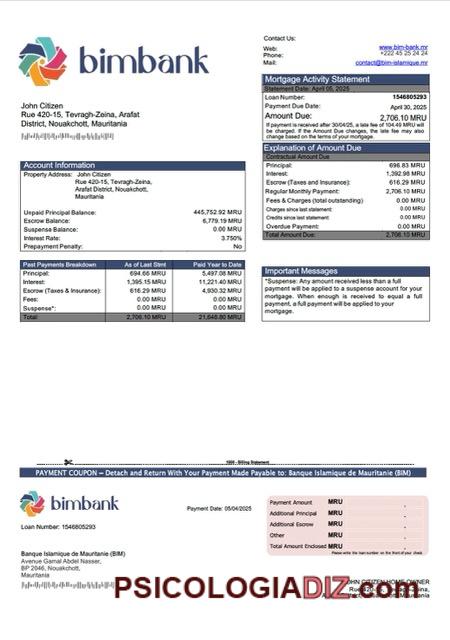 bimbank
Contact Us:
Web: www.bim-bank.mr
Phone: +222 45 25 24 24
Mail: contact@bim-islamique.mr
Mortgage Activity Statement
Statement Date: April 05, 2025
Loan Number: 1546805293
Payment Due Date: April 30, 2025
Amount Due: 2,706.10 MRU
If payment is received after 30/04/25, a late fee of 104.49 MRU will
be charged. If the Amount Due changes, the late fee may also
change based on the terms of your mortgage.
John Citizen
Rue 420-15, Tevragh-Zeina, Arafat
District, Nouakchott, Mauritania
Explanation of Amount Due
Contractual Amount Due
Principal: 696.83 MRU
Interest: 1,392.98 MRU
Escrow (Taxes and Insurance): 616.29 MRU
Regular Monthly Payment: 2,706.10 MRU
Fees & Charges (total outstanding) 0.00 MRU
Charges since last statement: 0.00 MRU
Credits since last statement: 0.00 MRU
Overdue Payment: 0.00 MRU
Total Amount Due: 2,706.10 MRU
Account Information
Property Address: John Citizen
Rue 420-15, Tevragh-Zeina,
Arafat District, Nouakchott,
Mauritania
Unpaid Principal Balance: 445,752.92 MRU
Escrow Balance: 6,779.19 MRU
Suspense Balance: 0.00 MRU
Interest Rate: 3.750%
Prepayment Penalty: No
Past Payments Breakdown As of Last Stmt Paid Year to Date
Principal: 694.66 MRU 5,497.08 MRU
Interest: 1,395.15 MRU 11,221.40 MRU
Escrow (Taxes & Insurance): 616.29 MRU 4,930.32 MRU
Fees: 0.00 MRU 0.00 MRU
Suspense*: 0.00 MRU 0.00 MRU
Total: 2,706.10 MRU 21,648.80 MRU
Important Messages
*Suspense: Any amount received less than a full
payment will be applied to a suspense account for your
mortgage. When enough is received to equal a full
payment, a full payment will be applied to your
mortgage.
Billing Statement
PAYMENT COUPON – Detach and Return With Your Payment Made Payable to: Banque Islamique de Mauritanie (BIM)
bimbank
Payment Date: 05/04/2025
Loan Number: 1546805293
Payment Amount MRU .
Additional Principal MRU .
Additional Escrow MRU .
Other MRU .
Total Amount Enclosed MRU .
Please write the loan number on the front of your check.
Banque Islamique de Mauritanie (BIM)
Avenue Gamal Abdel Nasser,
BP 2046, Nouakchott,
Mauritania
JOHN CITIZEN HOME OWNER
PSICOLOGIADIZ.com